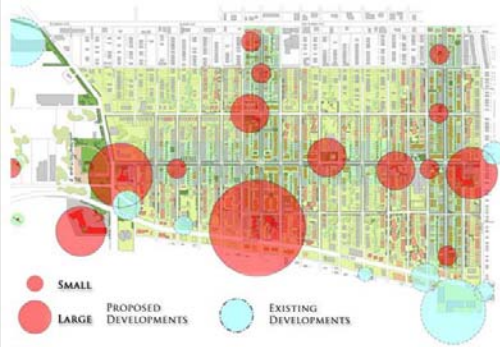 SMALL
LARGE
PROPOSED
DEVELOPMENTS
EXISTING
DEVELOPMENTS